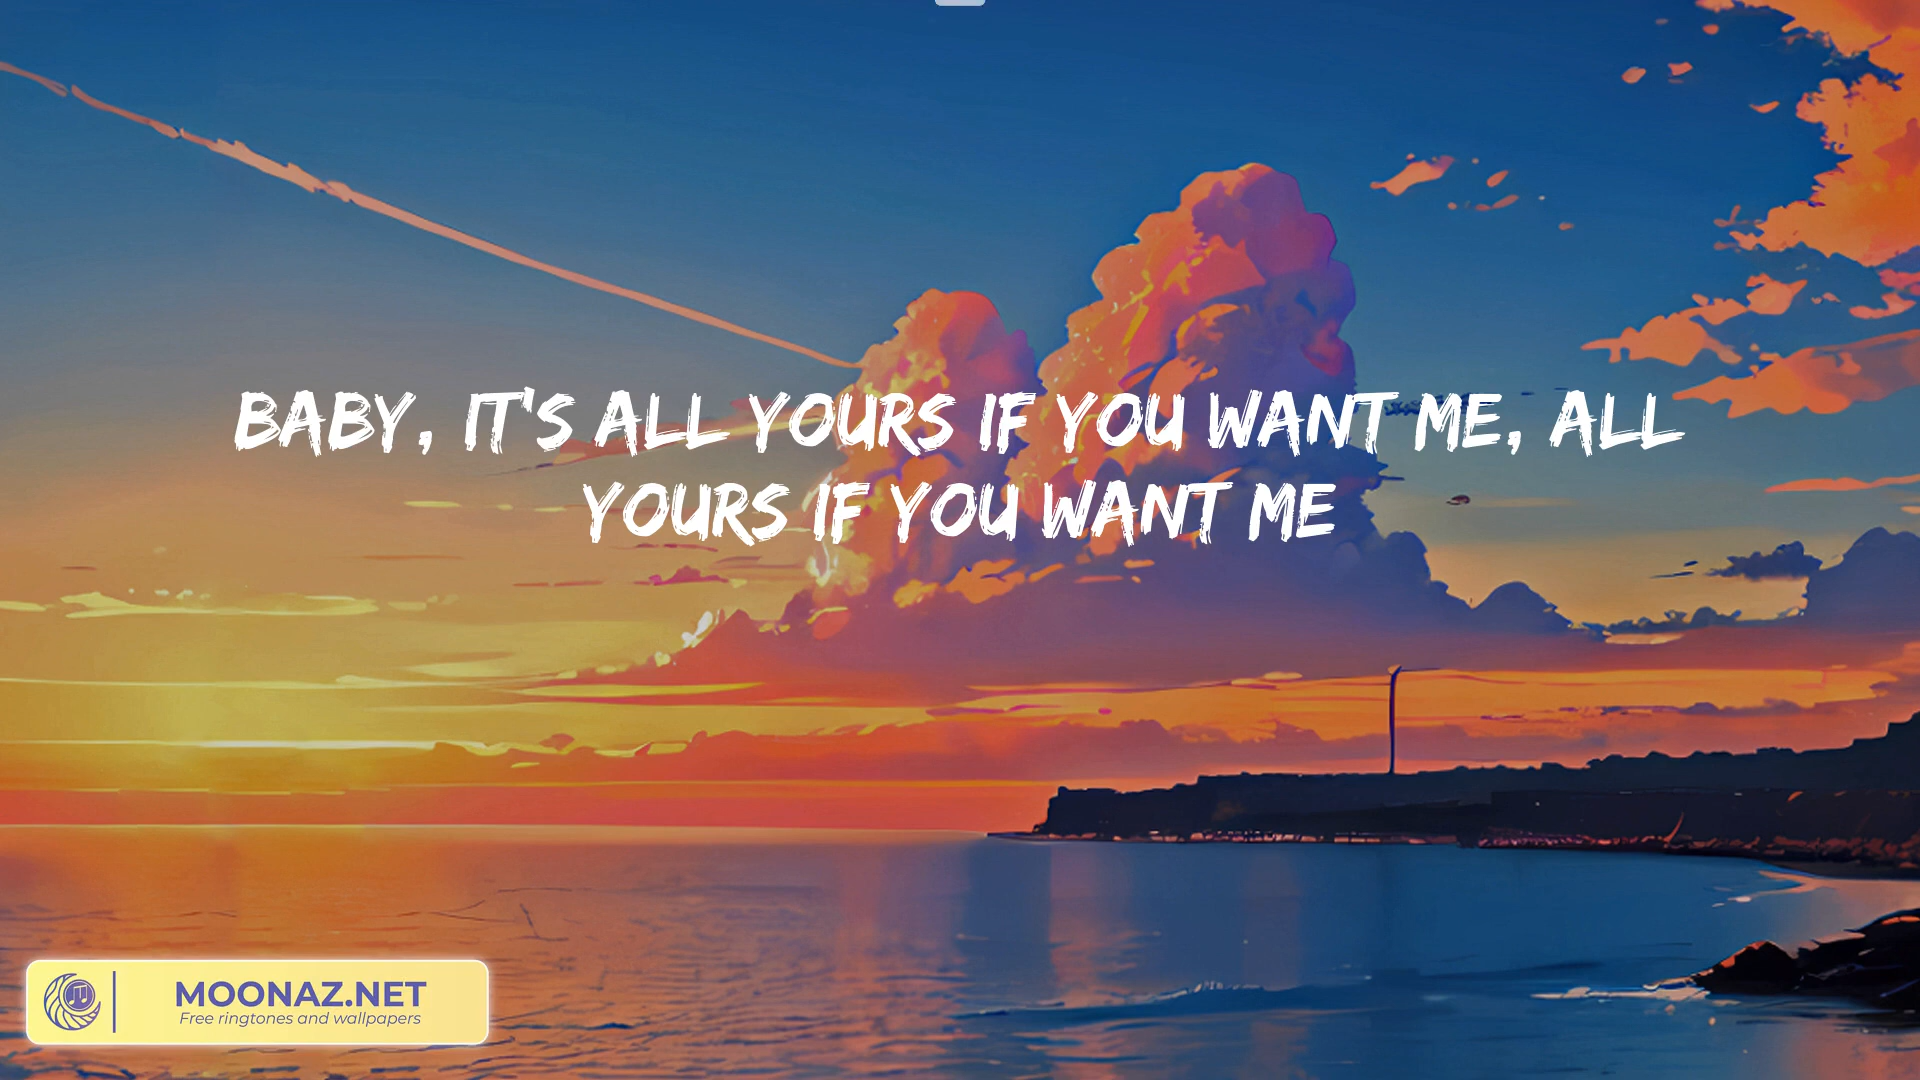 BABY, IT'S ALL YOURS IF YOU WANT ME, ALL
YOURS IF YOU WANT ME
MOONAZ.NET
Free ringtones and wallpapers